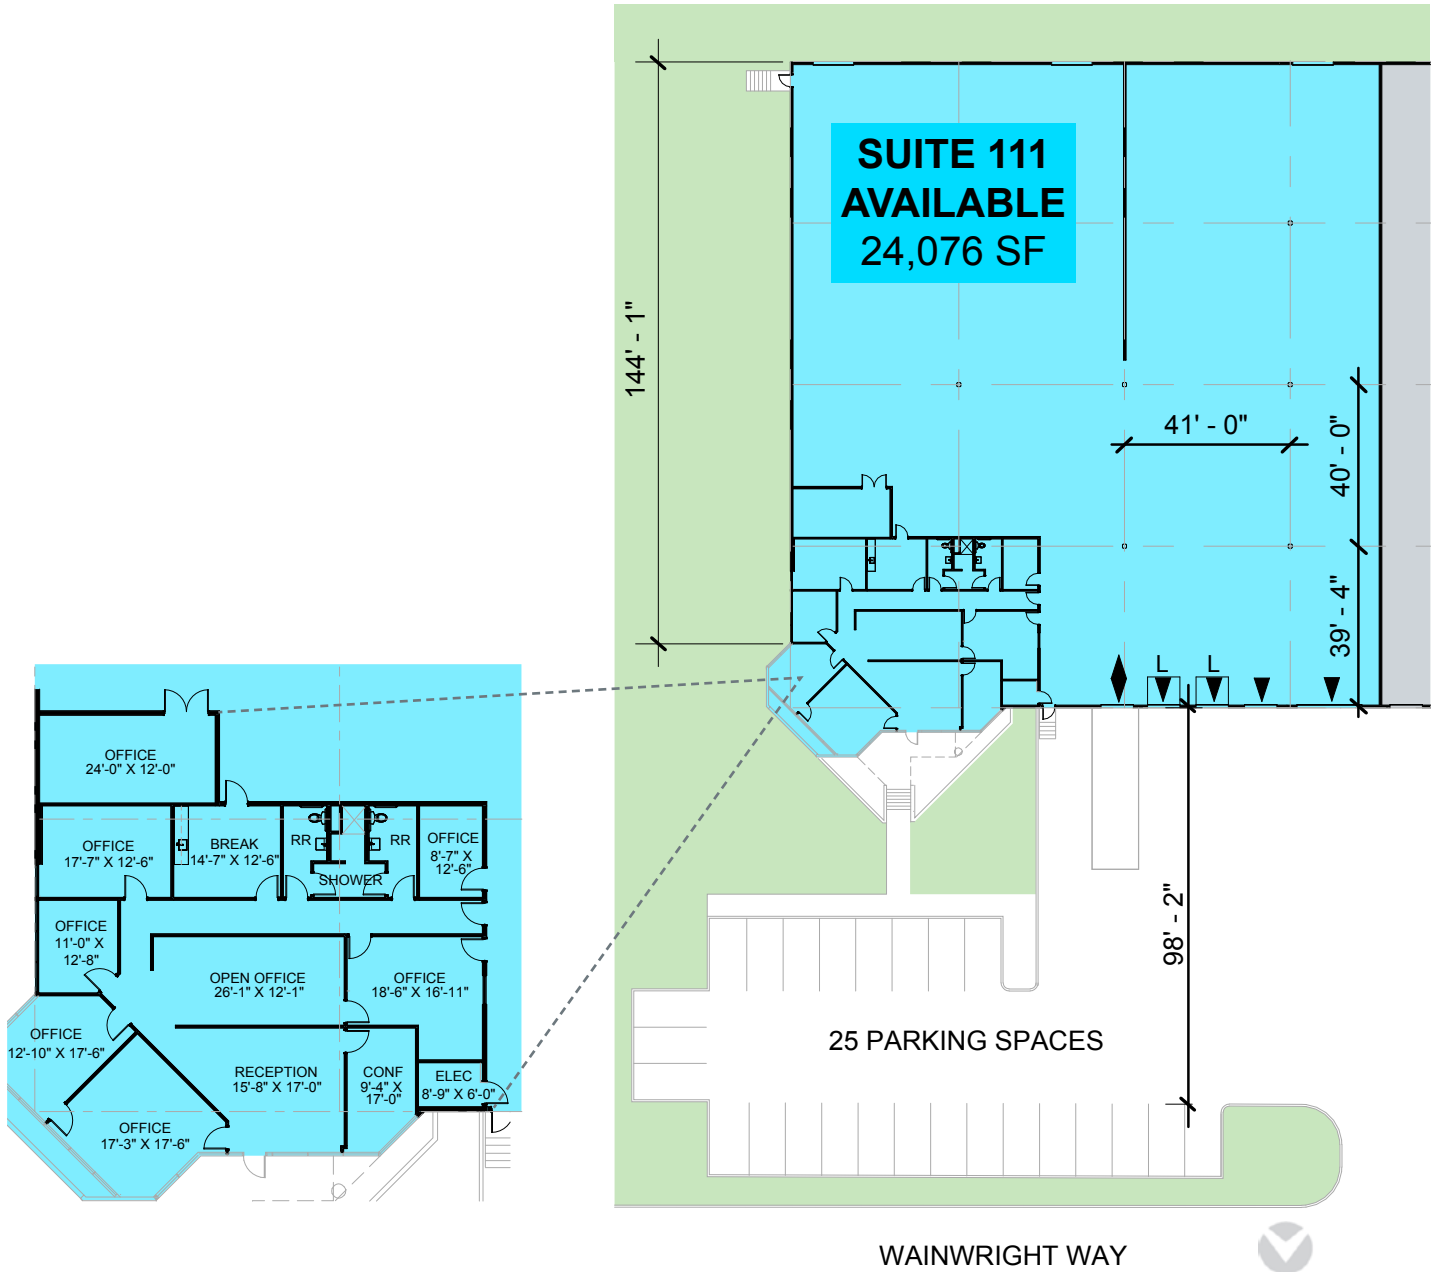 SUITE 111
AVAILABLE
24,076 SF
144' - 1"
41' - 0"
40' - 0"
39' - 4"
L
L
98' - 2"
25 PARKING SPACES
WAINWRIGHT WAY
OFFICE
24'-0" X 12'-0"
OFFICE
17'-7" X 12'-6"
BREAK
14'-7" X 12'-6"
RR
RR
SHOWER
OFFICE
8'-7" X
12'-6"
OFFICE
11'-0" X
12'-8"
OPEN OFFICE
26'-1" X 12'-1"
OFFICE
18'-6" X 16'-11"
OFFICE
12'-10" X 17'-6"
RECEPTION
15'-8" X 17'-0"
CONF
9'-4" X
17'-0"
ELEC
8'-9" X 6'-0"
OFFICE
17'-3" X 17'-6"